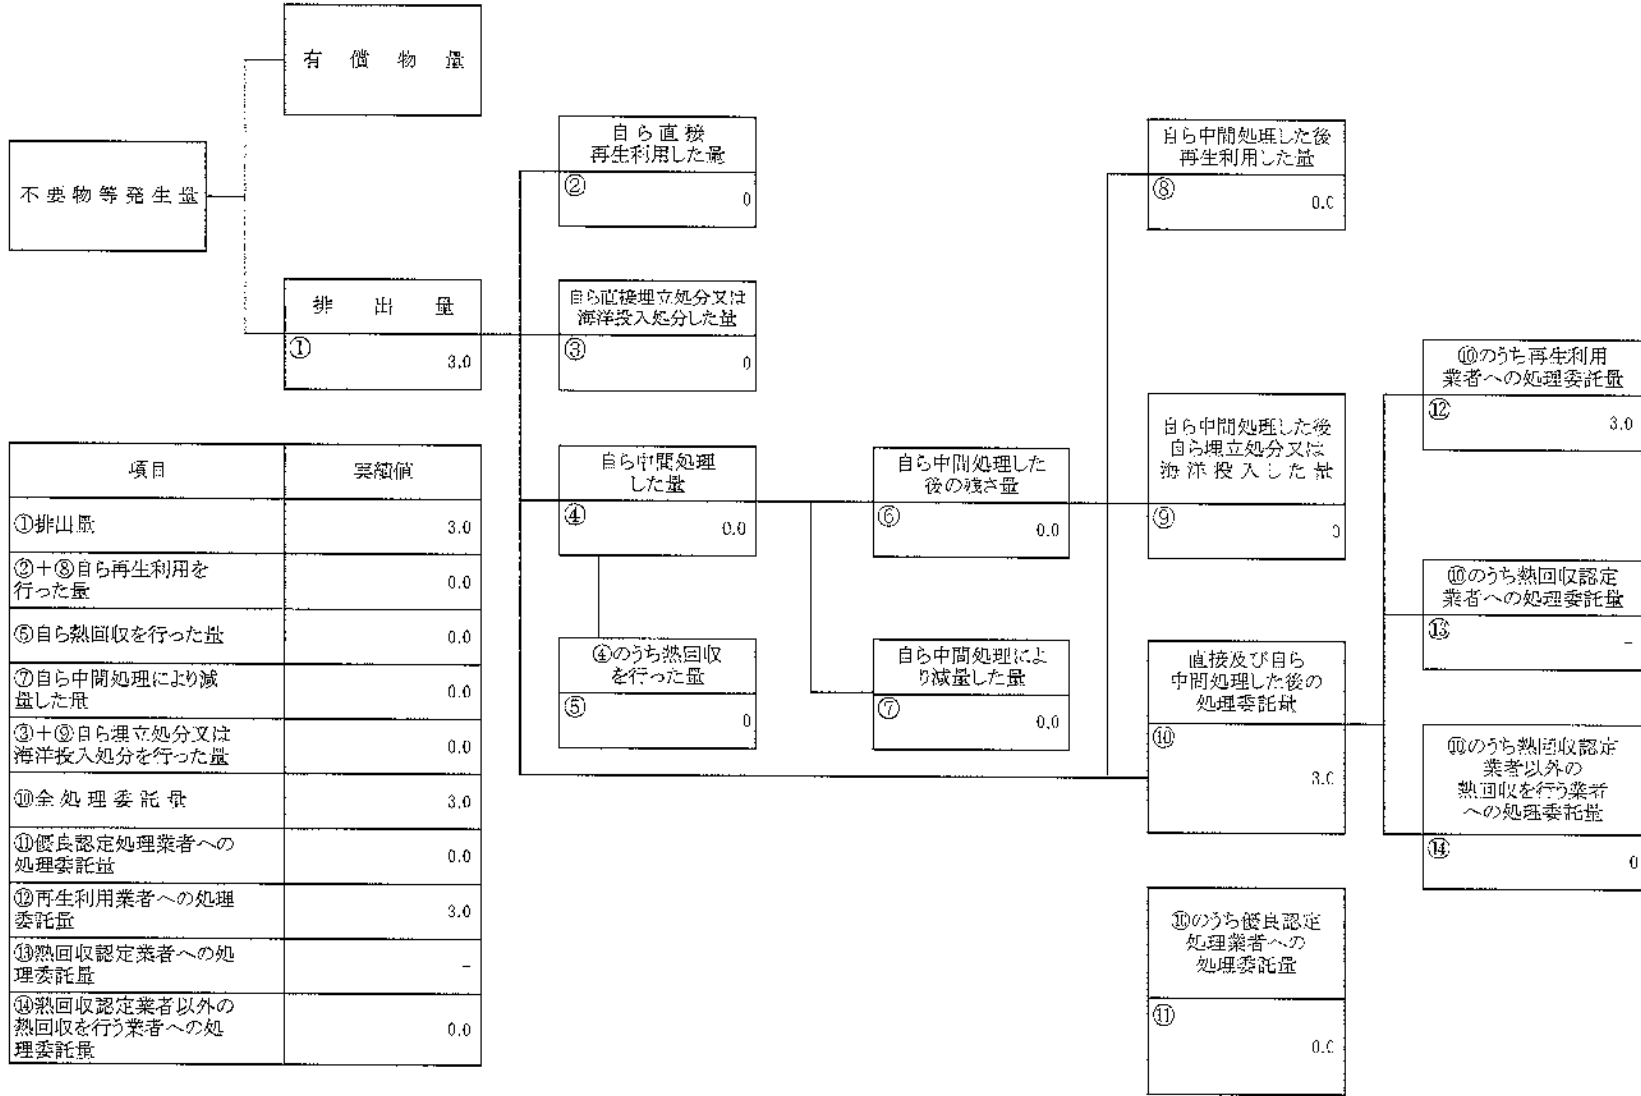 有償物量
不要物等発生量
排出量
①
3.0
自ら直接
再生利用した量
②
0
自ら直接埋立処分又は
海洋投入処分した量
③
0
自ら中間処理
した量
④
0.0
④のうち熱回収
を行った量
⑤
0
自ら中間処理した
後の残さ量
⑥
0.0
自ら中間処理によ
り減量した量
⑦
0.0
自ら中間処理した後
再生利用した量
⑧
0.0
自ら中間処理した後
自ら埋立処分又は
海洋投入した量
⑨
0
直接及び自ら
中間処理した後の
処理委託量
⑩
3.0
⑩のうち優良認定
処理業者への
処理委託量
⑪
0.0
⑩のうち再生利用
業者への処理委託量
⑫
3.0
⑩のうち熱回収認定
業者への処理委託量
⑬
-
⑩のうち熱回収認定
業者以外の
熱回収を行う業者
への処理委託量
⑭
0
項目 実績値
①排出量 3.0
②+⑧自ら再生利用を
行った量 0.0
⑤自ら熱回収を行った量 0.0
⑦自ら中間処理により減
量した量 0.0
③+⑨自ら埋立処分又は
海洋投入処分を行った量 0.0
⑩全処理委託量 3.0
⑪優良認定処理業者への
処理委託量 0.0
⑫再生利用業者への処理
委託量 3.0
⑬熱回収認定業者への処
理委託量 -
⑭熱回収認定業者以外の
熱回収を行う業者への処
理委託量 0.0